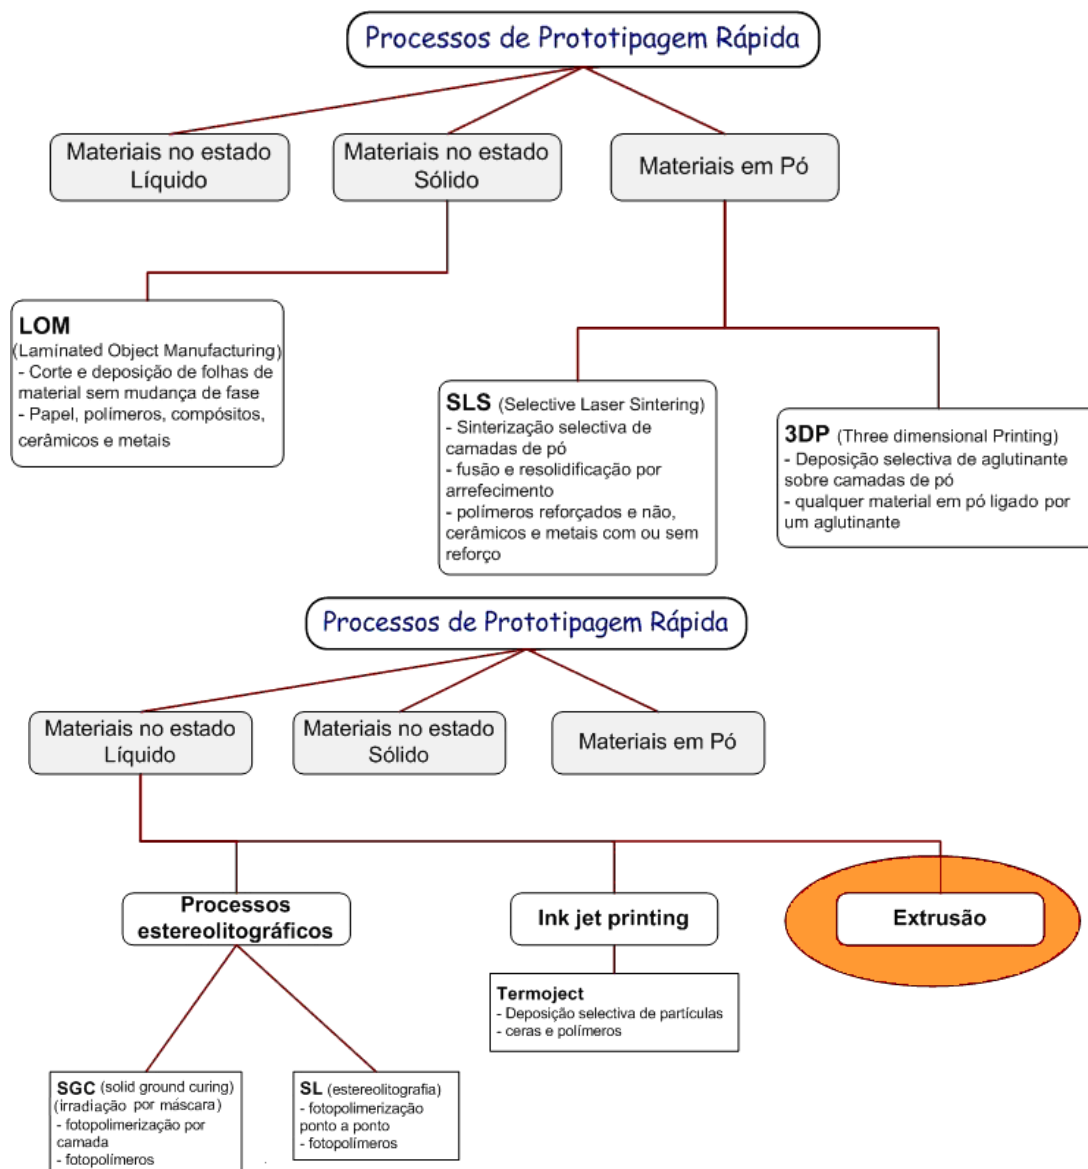 Processos de Prototipagem Rápida
Materiais no estado
Líquido
Materiais no estado
Sólido
Materiais em Pó
LOM
(Laminated Object Manufacturing)
- Corte e deposição de folhas de
material sem mudança de fase
- Papel, polímeros, compósitos,
cerâmicos e metais
SLS (Selective Laser Sintering)
- Sinterização selectiva de
camadas de pó
- fusão e resolidificação por
arrefecimento
- polímeros reforçados e não,
cerâmicos e metais com ou sem
reforço
3DP (Three dimensional Printing)
- Deposição selectiva de aglutinante
sobre camadas de pó
- qualquer material em pó ligado por
um aglutinante
Processos de Prototipagem Rápida
Materiais no estado
Líquido
Materiais no estado
Sólido
Materiais em Pó
Processos
estereolitográficos
Ink jet printing
Extrusão
Termoject
- Deposição selectiva de partículas
- ceras e polímeros
SGC (solid ground curing)
(irradiação por máscara)
- fotopolimerização por
camada
- fotopolímeros
SL (estereolitografia)
- fotopolimerização
ponto a ponto
- fotopolímeros